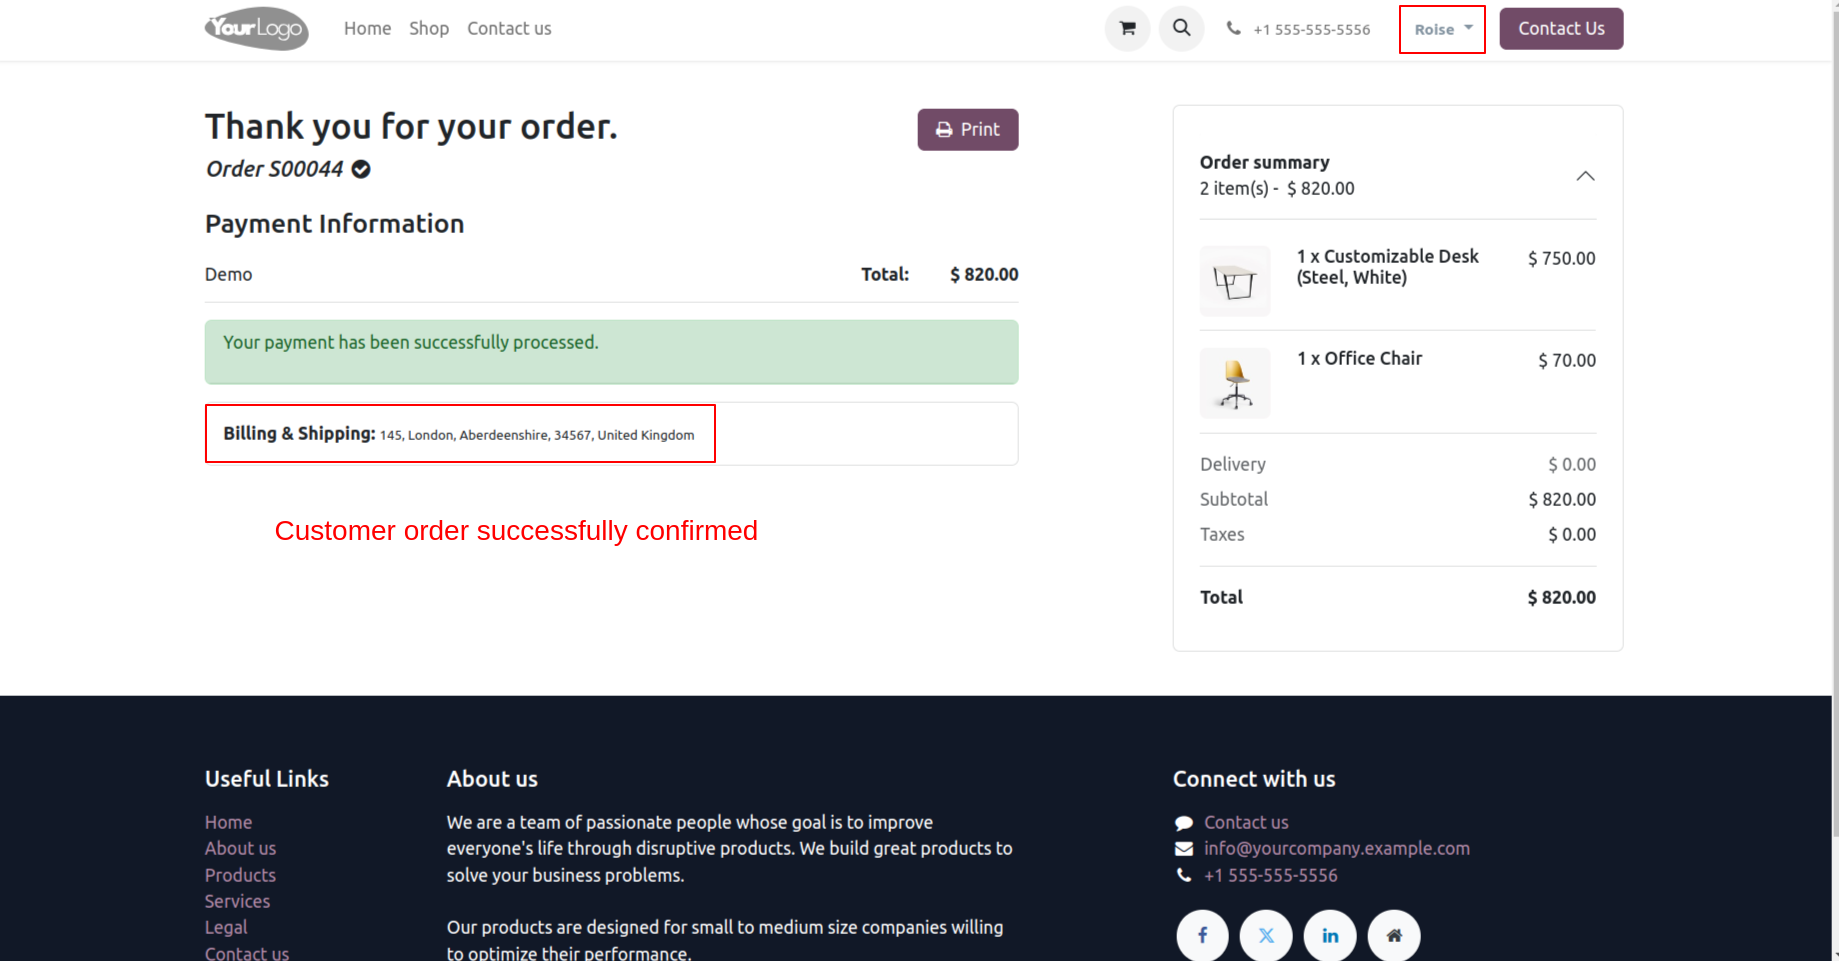 YourLogo
Home
Shop
Contact us
+1 555-555-5556
Roise
Contact Us
Thank you for your order.
Order S00044
Print
Payment Information
Demo
Total:
$ 820.00
Your payment has been successfully processed.
Billing & Shipping: 145, London, Aberdeenshire, 34567, United Kingdom
Customer order successfully confirmed
Order summary
2 item(s) - $ 820.00
1 x Customizable Desk
(Steel, White)
$ 750.00
1 x Office Chair
$ 70.00
Delivery
$ 0.00
Subtotal
$ 820.00
Taxes
$ 0.00
Total
$ 820.00
Useful Links
Home
About us
Products
Services
Legal
Contact us
About us
We are a team of passionate people whose goal is to improve
everyone's life through disruptive products. We build great products to
solve your business problems.
Our products are designed for small to medium size companies willing
to optimize their performance.
Connect with us
Contact us
info@yourcompany.example.com
+1 555-555-5556